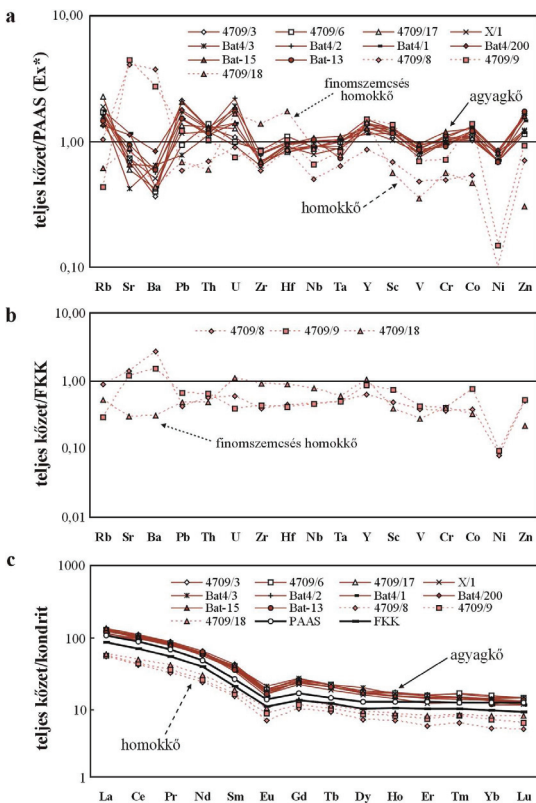 a
teljes kőzet/PAAS (Ex*)
10,00
1,00
0,10
4709/3 4709/6 4709/17 X/1
Bat4/3 Bat4/2 Bat4/1 Bat4/200
Bat-15 Bat-13 4709/8 4709/9
4709/18
finomszemcsés
homokkő
agyagkő
homokkő
Rb Sr Ba Pb Th U Zr Hf Nb Ta Y Sc V Cr Co Ni Zn
b
teljes kőzet/FKK
10,00
1,00
0,10
0,01
4709/8 4709/9 4709/18
finomszemcsés homokkő
Rb Sr Ba Pb Th U Zr Hf Nb Ta Y Sc V Cr Co Ni Zn
c
teljes kőzet/kondrit
1000
100
10
1
4709/3 4709/6 4709/17 X/1
Bat4/3 Bat4/2 Bat4/1 Bat4/200
Bat-15 Bat-13 4709/8 4709/9
4709/18 PAAS FKK
agyagkő
homokkő
La Ce Pr Nd Sm Eu Gd Tb Dy Ho Er Tm Yb Lu